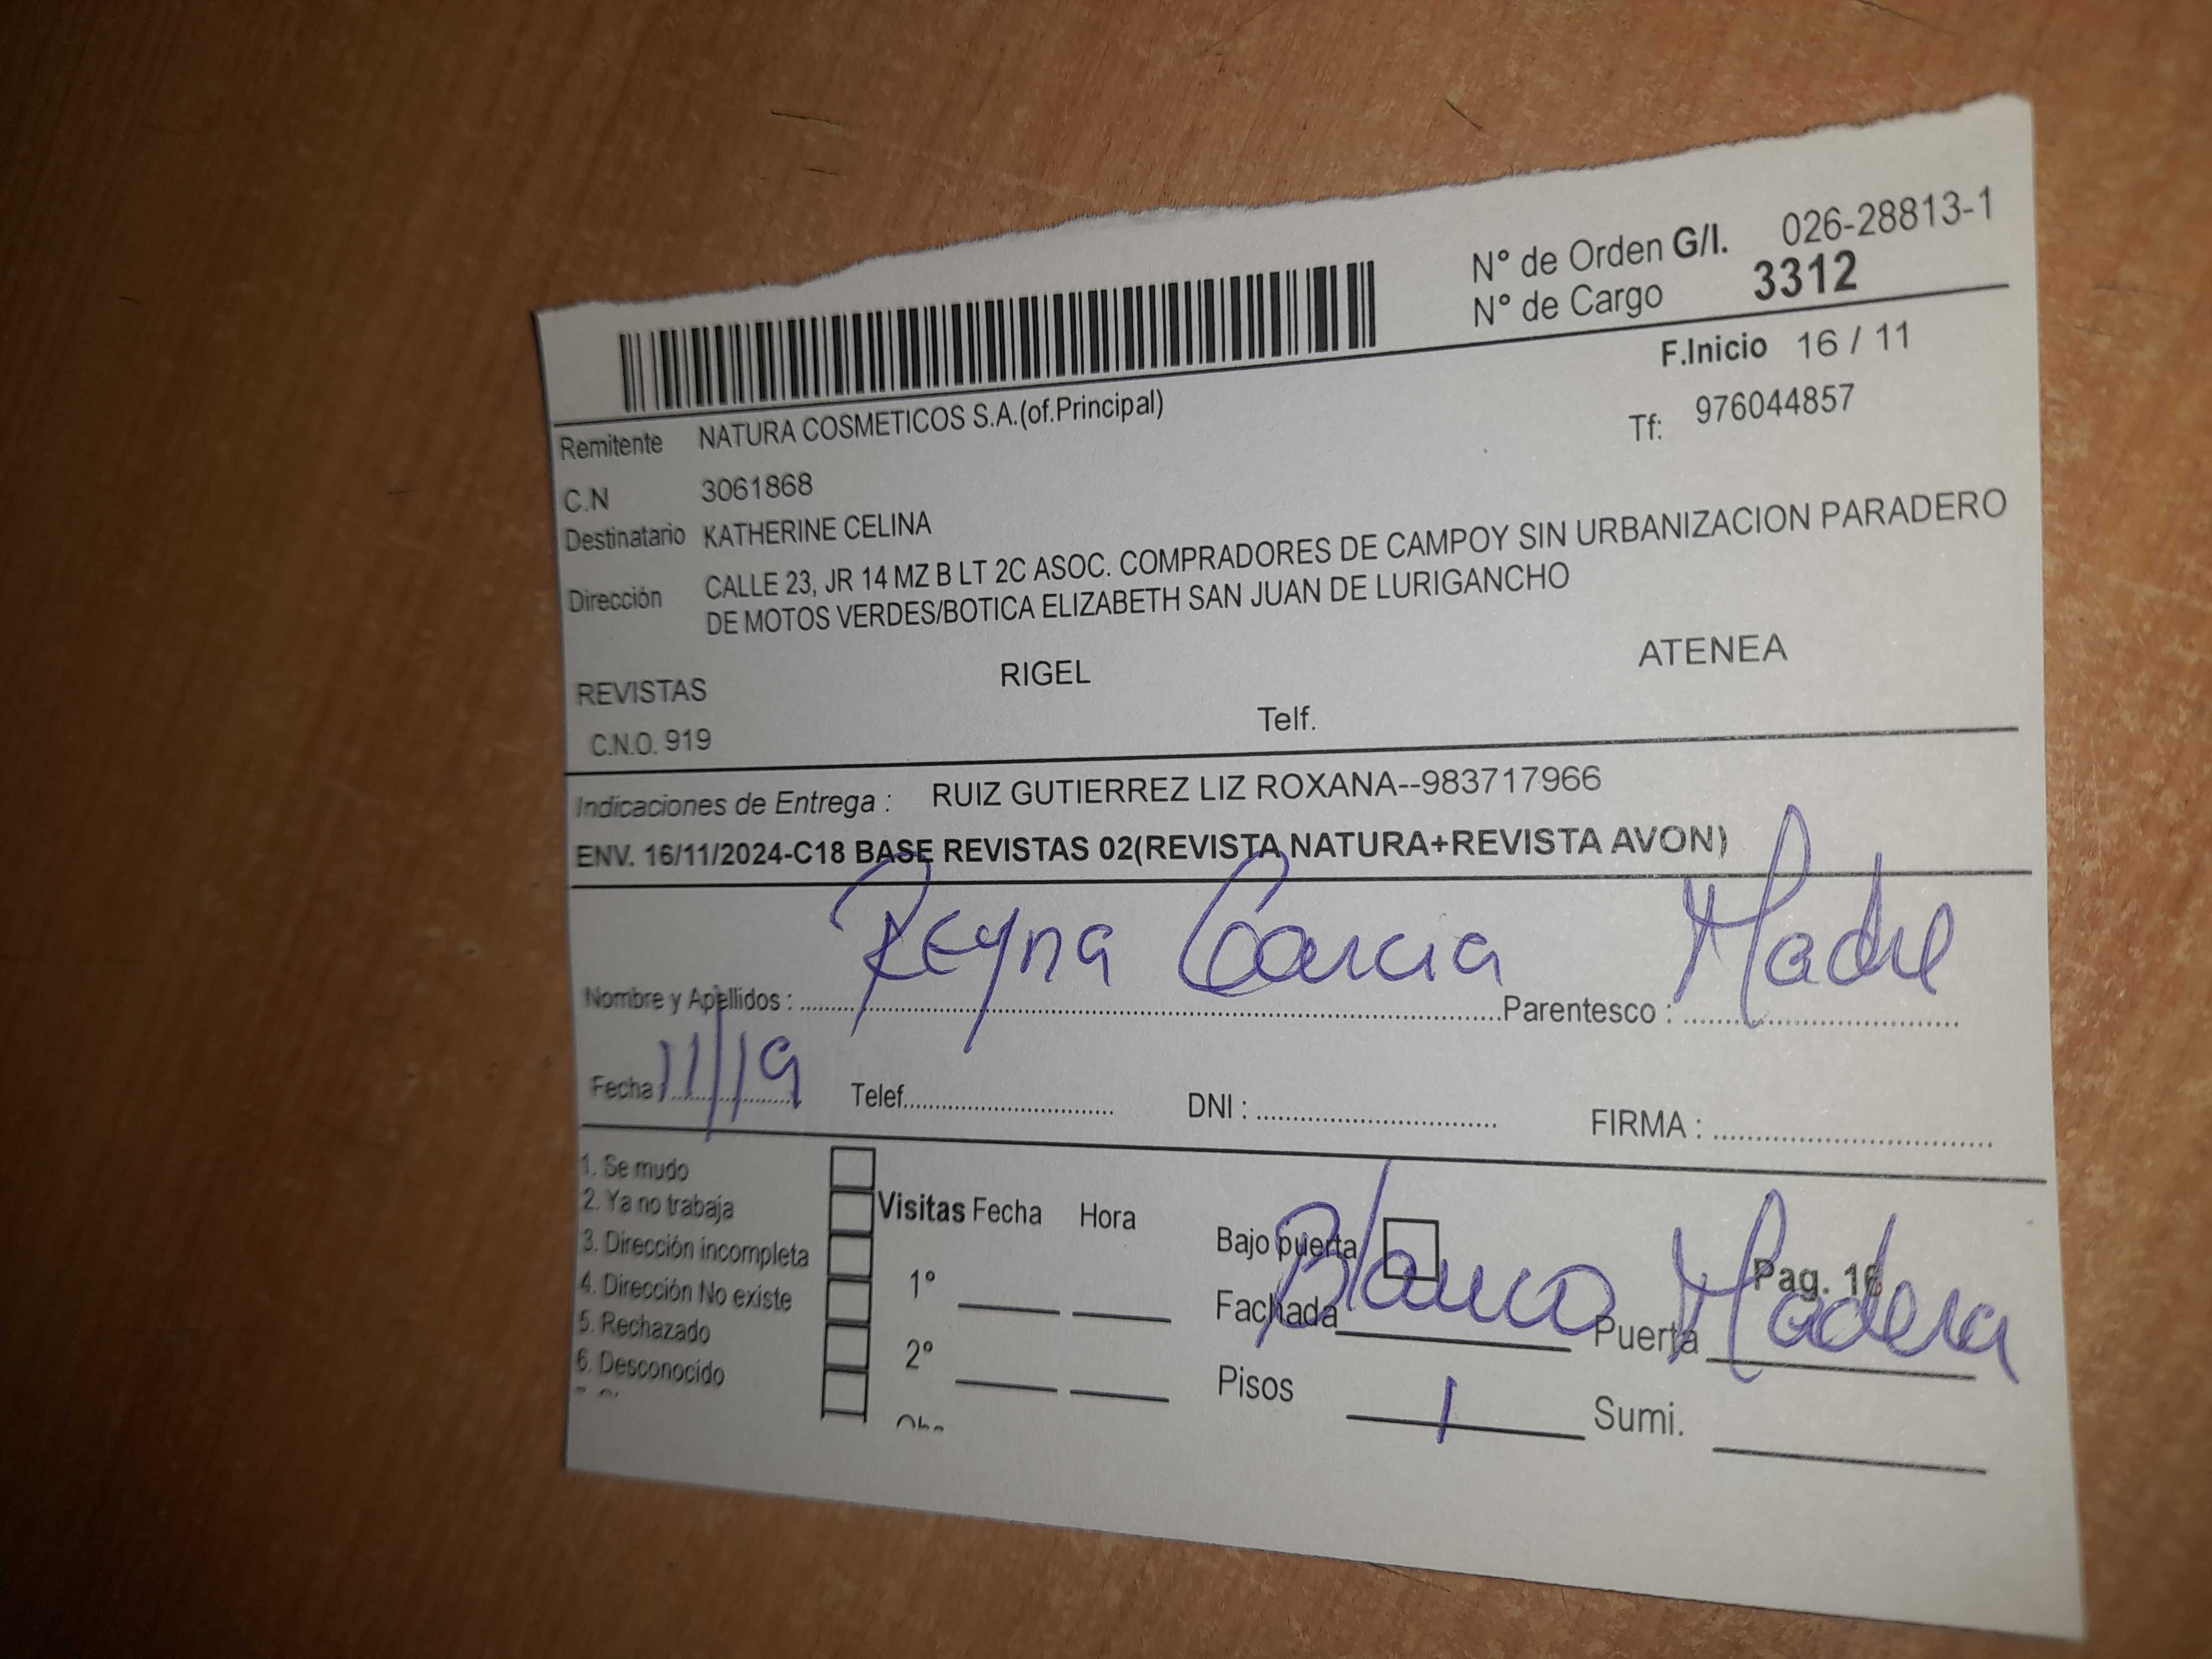 N° de Orden G/I. 026-28813-1
N° de Cargo 3312
F.Inicio 16 / 11
Remitente NATURA COSMETICOS S.A.(of.Principal)
Tf: 976044857
C.N 3061868
Destinatario KATHERINE CELINA
Dirección CALLE 23, JR 14 MZ B LT 2C ASOC. COMPRADORES DE CAMPOY SIN URBANIZACION PARADERO
DE MOTOS VERDES/BOTICA ELIZABETH SAN JUAN DE LURIGANCHO
REVISTAS RIGEL ATENEA
C.N.O. 919 Telf.
Indicaciones de Entrega : RUIZ GUTIERREZ LIZ ROXANA--983717966
ENV. 16/11/2024-C18 BASE REVISTAS 02(REVISTA NATURA+REVISTA AVON)
Nombre y Apellidos : Reyna Garcia Parentesco : Madre
Fecha : 11/19 Telef. DNI : FIRMA :
1. Se mudo
2. Ya no trabaja
3. Dirección incompleta
4. Dirección No existe
5. Rechazado
6. Desconocido
Visitas Fecha Hora
1°
2°
Bajo puerta Pag. 16
Fachada Blanco Puerta Madera
Pisos 1 Sumi.